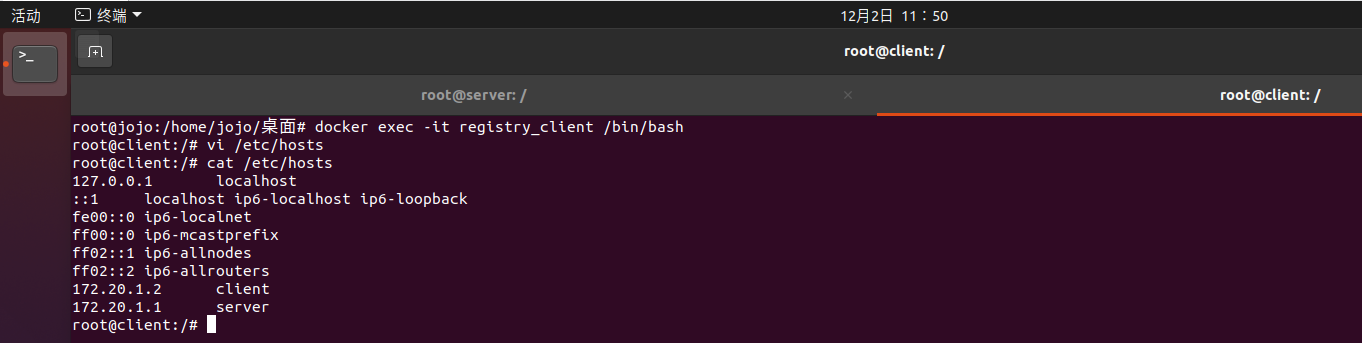 活动 终端 12月2日 11：50
>_ root@client: /
root@server: / × root@client: /
root@jojo:/home/jojo/桌面# docker exec -it registry_client /bin/bash
root@client:/# vi /etc/hosts
root@client:/# cat /etc/hosts
127.0.0.1       localhost
::1     localhost ip6-localhost ip6-loopback
fe00::0 ip6-localnet
ff00::0 ip6-mcastprefix
ff02::1 ip6-allnodes
ff02::2 ip6-allrouters
172.20.1.2      client
172.20.1.1      server
root@client:/#